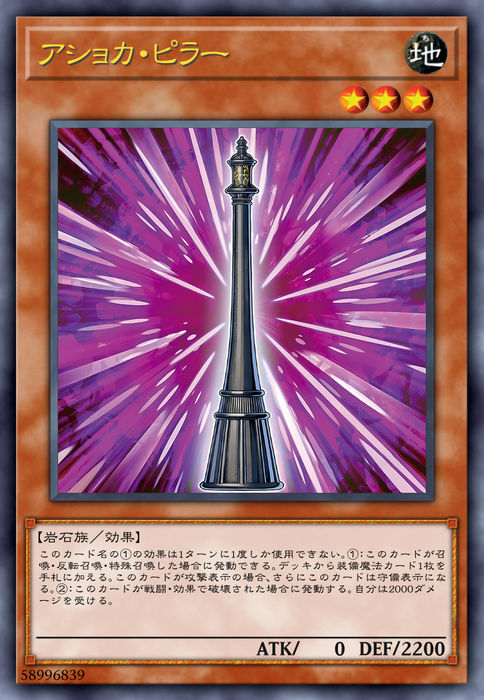 アショカ・ピラー
ち
地
【岩石族／効果】
このカード名の①の効果は1ターンに1度しか使用できない。①：このカードが召
喚・反転召喚・特殊召喚した場合に発動できる。デッキから装備魔法カード1枚を
手札に加える。このカードが攻撃表示の場合、さらにこのカードは守備表示にな
る。②：このカードが戦闘・効果で破壊された場合に発動する。自分は2000ダメ
ージを受ける。
ATK/ 0 DEF/2200
58996839